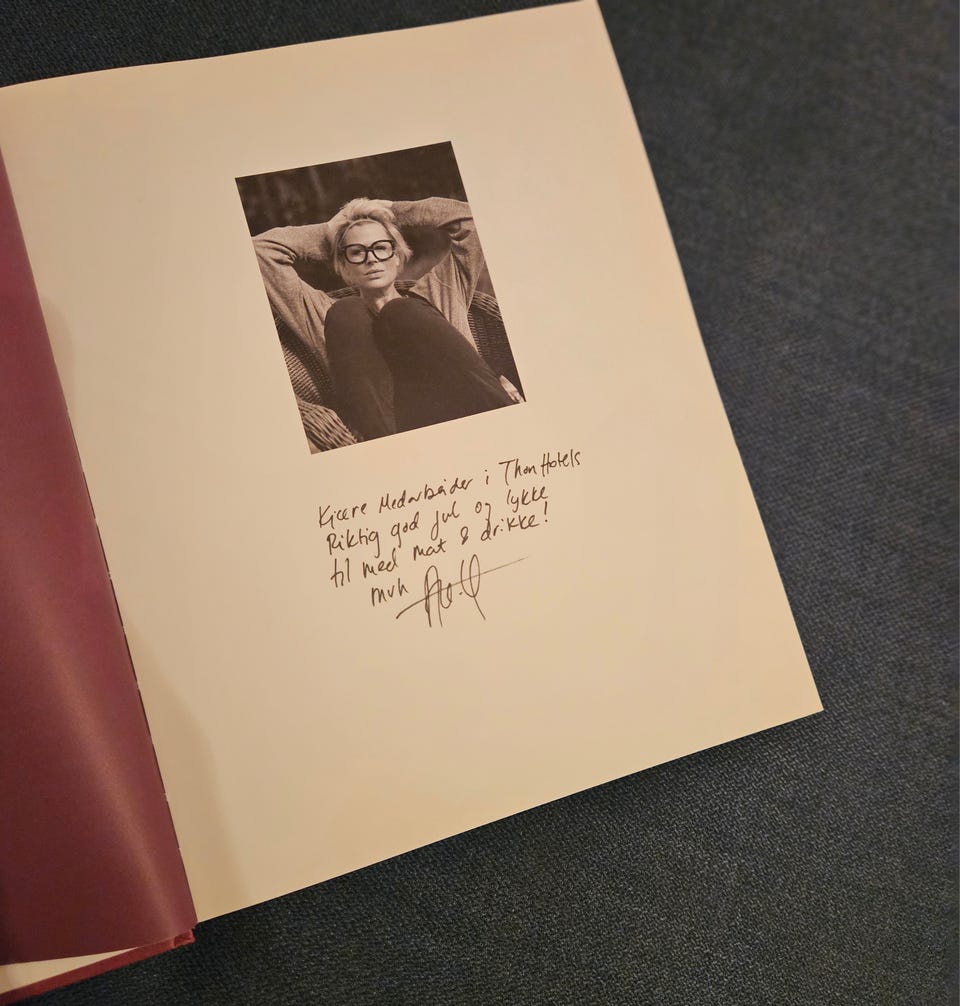 Kjære Medarbeider i Thon Hotels
Riktig god jul og lykke
til med mat & drikke!
mvh